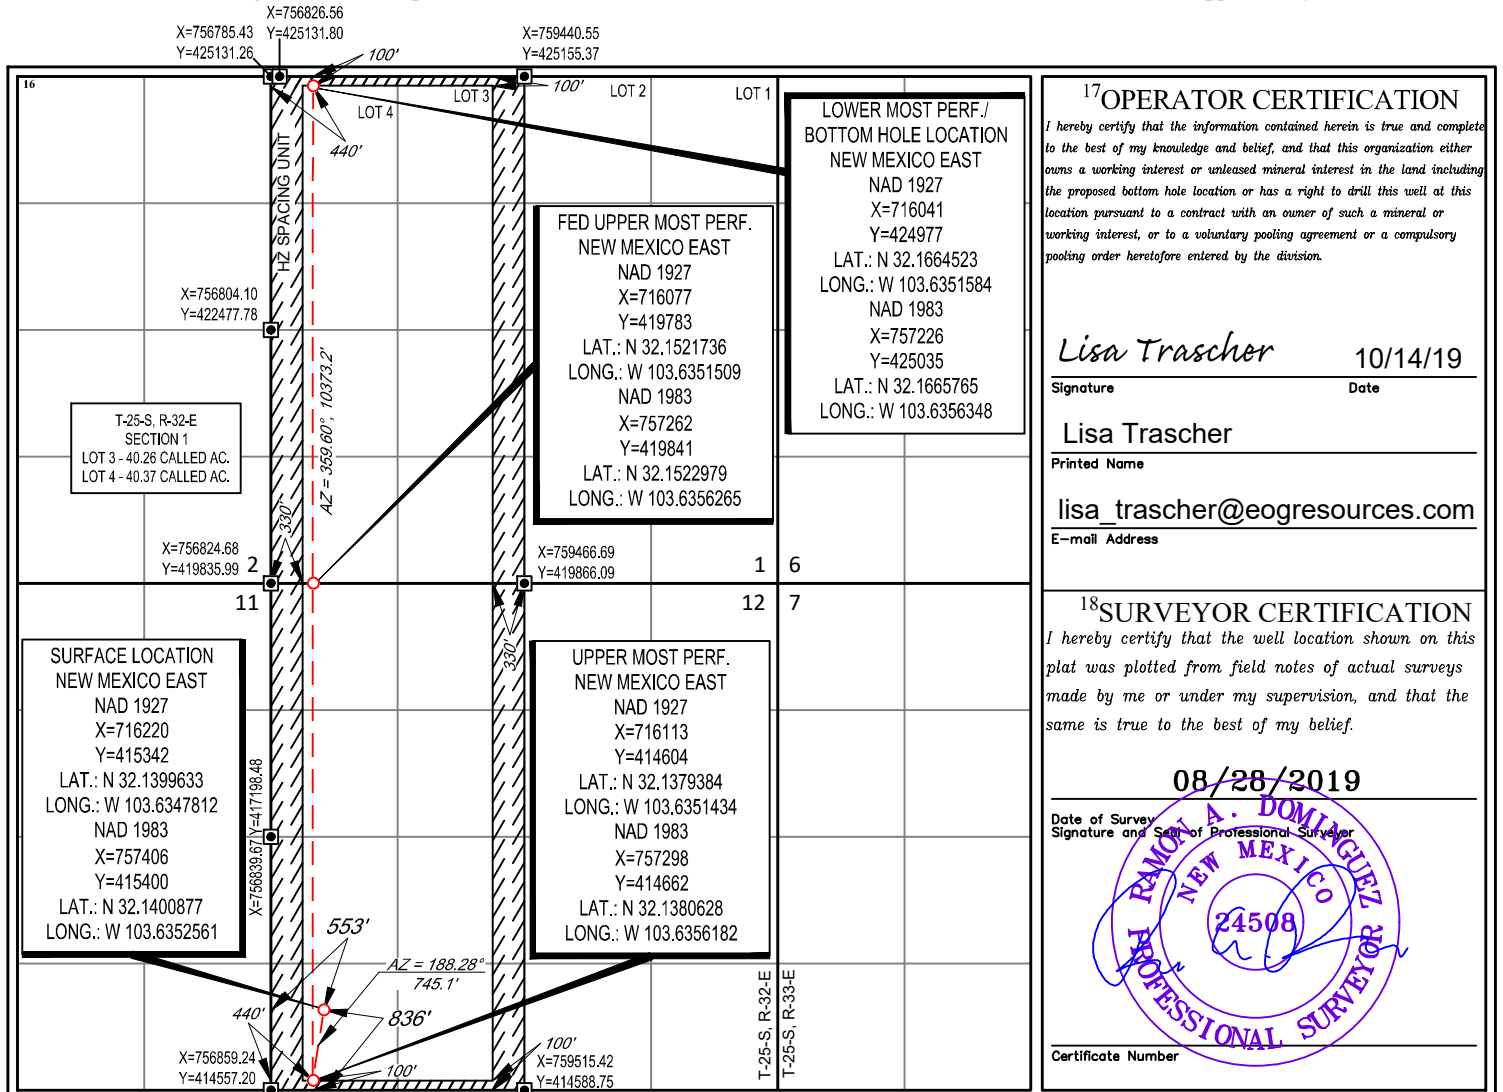 X=756826.56
Y=425131.80
X=756785.43
Y=425131.26
X=759440.55
Y=425155.37
100'
100'
16
LOT 4
LOT 3
LOT 2
LOT 1
440'
HZ SPACING UNIT
LOWER MOST PERF./
BOTTOM HOLE LOCATION
NEW MEXICO EAST
NAD 1927
X=716041
Y=424977
LAT.: N 32.1664523
LONG.: W 103.6351584
NAD 1983
X=757226
Y=425035
LAT.: N 32.1665765
LONG.: W 103.6356348
FED UPPER MOST PERF.
NEW MEXICO EAST
NAD 1927
X=716077
Y=419783
LAT.: N 32.1521736
LONG.: W 103.6351509
NAD 1983
X=757262
Y=419841
LAT.: N 32.1522979
LONG.: W 103.6356265
X=756804.10
Y=422477.78
AZ = 359.60°, 10373.2'
T-25-S, R-32-E
SECTION 1
LOT 3 - 40.26 CALLED AC.
LOT 4 - 40.37 CALLED AC.
330'
X=756824.68
Y=419835.99
2
11
X=759466.69
Y=419866.09
1
6
12
7
330'
SURFACE LOCATION
NEW MEXICO EAST
NAD 1927
X=716220
Y=415342
LAT.: N 32.1399633
LONG.: W 103.6347812
NAD 1983
X=757406
Y=415400
LAT.: N 32.1400877
LONG.: W 103.6352561
X=756839.67 Y=417198.48
UPPER MOST PERF.
NEW MEXICO EAST
NAD 1927
X=716113
Y=414604
LAT.: N 32.1379384
LONG.: W 103.6351434
NAD 1983
X=757298
Y=414662
LAT.: N 32.1380628
LONG.: W 103.6356182
553'
AZ = 188.28°
745.1'
836'
440'
100'
100'
X=756859.24
Y=414557.20
X=759515.42
Y=414588.75
T-25-S, R-32-E
T-25-S, R-33-E
17OPERATOR CERTIFICATION
I hereby certify that the information contained herein is true and complete
to the best of my knowledge and belief, and that this organization either
owns a working interest or unleased mineral interest in the land including
the proposed bottom hole location or has a right to drill this well at this
location pursuant to a contract with an owner of such a mineral or
working interest, or to a voluntary pooling agreement or a compulsory
pooling order heretofore entered by the division.
Lisa Trascher 10/14/19
Signature Date
Lisa Trascher
Printed Name
lisa_trascher@eogresources.com
E-mail Address
18SURVEYOR CERTIFICATION
I hereby certify that the well location shown on this
plat was plotted from field notes of actual surveys
made by me or under my supervision, and that the
same is true to the best of my belief.
08/28/2019
Date of Survey
Signature and Seal of Professional Surveyor
RAMON A. DOMINGUEZ
NEW MEXICO
24508
PROFESSIONAL SURVEYOR
Certificate Number